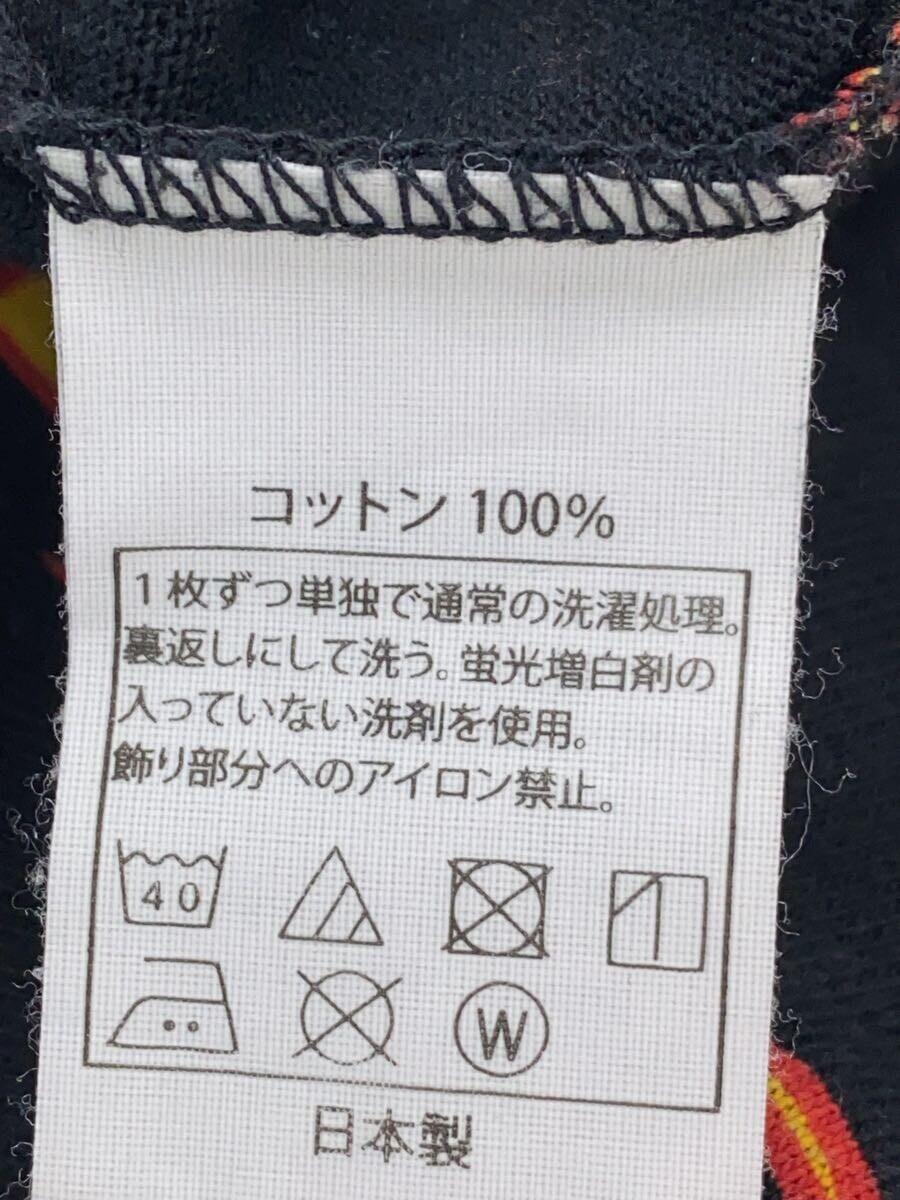 コットン 100%
1枚ずつ単独で通常の洗濯処理。
裏返しにして洗う。蛍光増白剤の
入っていない洗剤を使用。
飾り部分へのアイロン禁止。
40
W
日本製